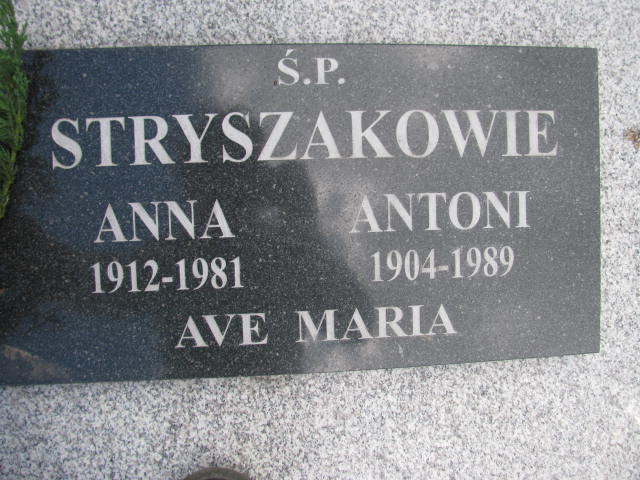 Ś.P.
STRYSZAKOWIE
ANNA ANTONI
1912-1981 1904-1989
AVE MARIA